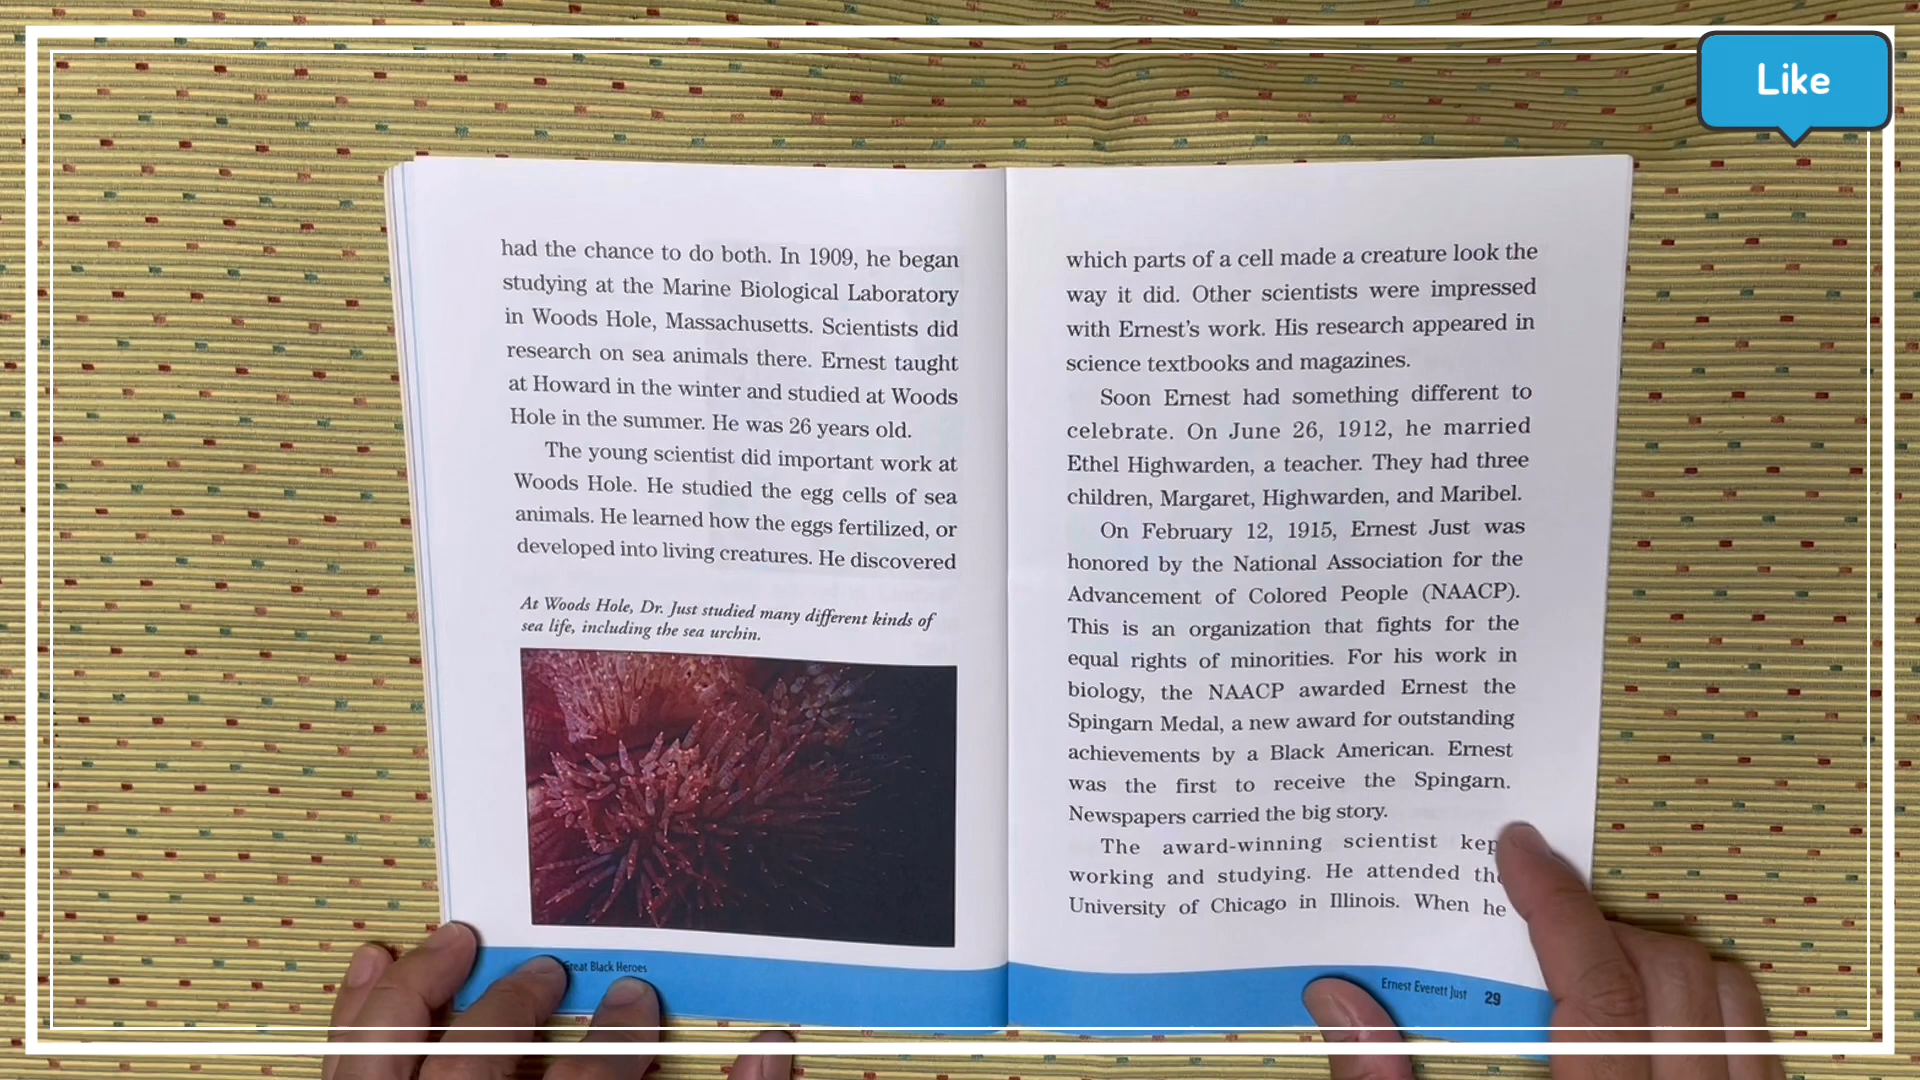 Like
had the chance to do both. In 1909, he began
studying at the Marine Biological Laboratory
in Woods Hole, Massachusetts. Scientists did
research on sea animals there. Ernest taught
at Howard in the winter and studied at Woods
Hole in the summer. He was 26 years old.
The young scientist did important work at
Woods Hole. He studied the egg cells of sea
animals. He learned how the eggs fertilized, or
developed into living creatures. He discovered
At Woods Hole, Dr. Just studied many different kinds of
sea life, including the sea urchin.
Great Black Heroes
which parts of a cell made a creature look the
way it did. Other scientists were impressed
with Ernest's work. His research appeared in
science textbooks and magazines.
Soon Ernest had something different to
celebrate. On June 26, 1912, he married
Ethel Highwarden, a teacher. They had three
children, Margaret, Highwarden, and Maribel.
On February 12, 1915, Ernest Just was
honored by the National Association for the
Advancement of Colored People (NAACP).
This is an organization that fights for the
equal rights of minorities. For his work in
biology, the NAACP awarded Ernest the
Spingarn Medal, a new award for outstanding
achievements by a Black American. Ernest
was the first to receive the Spingarn.
Newspapers carried the big story.
The award-winning scientist kep
working and studying. He attended the
University of Chicago in Illinois. When he
Ernest Everett Just 29